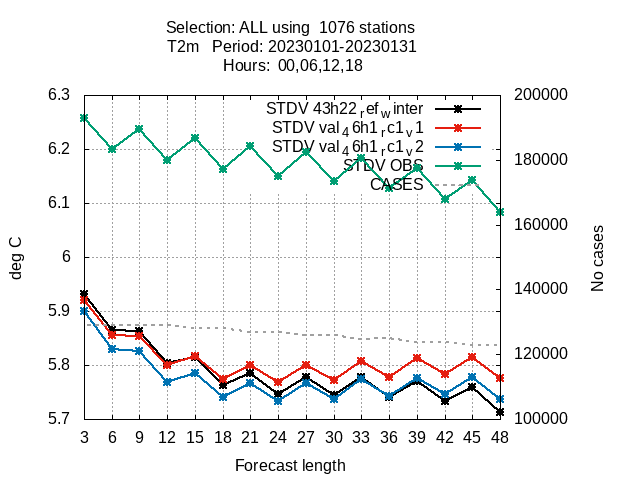 Selection: ALL using  1076 stations
T2m   Period: 20230101-20230131
Hours:  00,06,12,18
STDV 43h22_ref_winter
STDV val_46h1_rc1_v1
STDV val_46h1_rc1_v2
STDV OBS
CASES
6.3
6.2
6.1
6
5.9
5.8
5.7
deg C
200000
180000
160000
140000
120000
100000
No cases
3 6 9 12 15 18 21 24 27 30 33 36 39 42 45 48
Forecast length